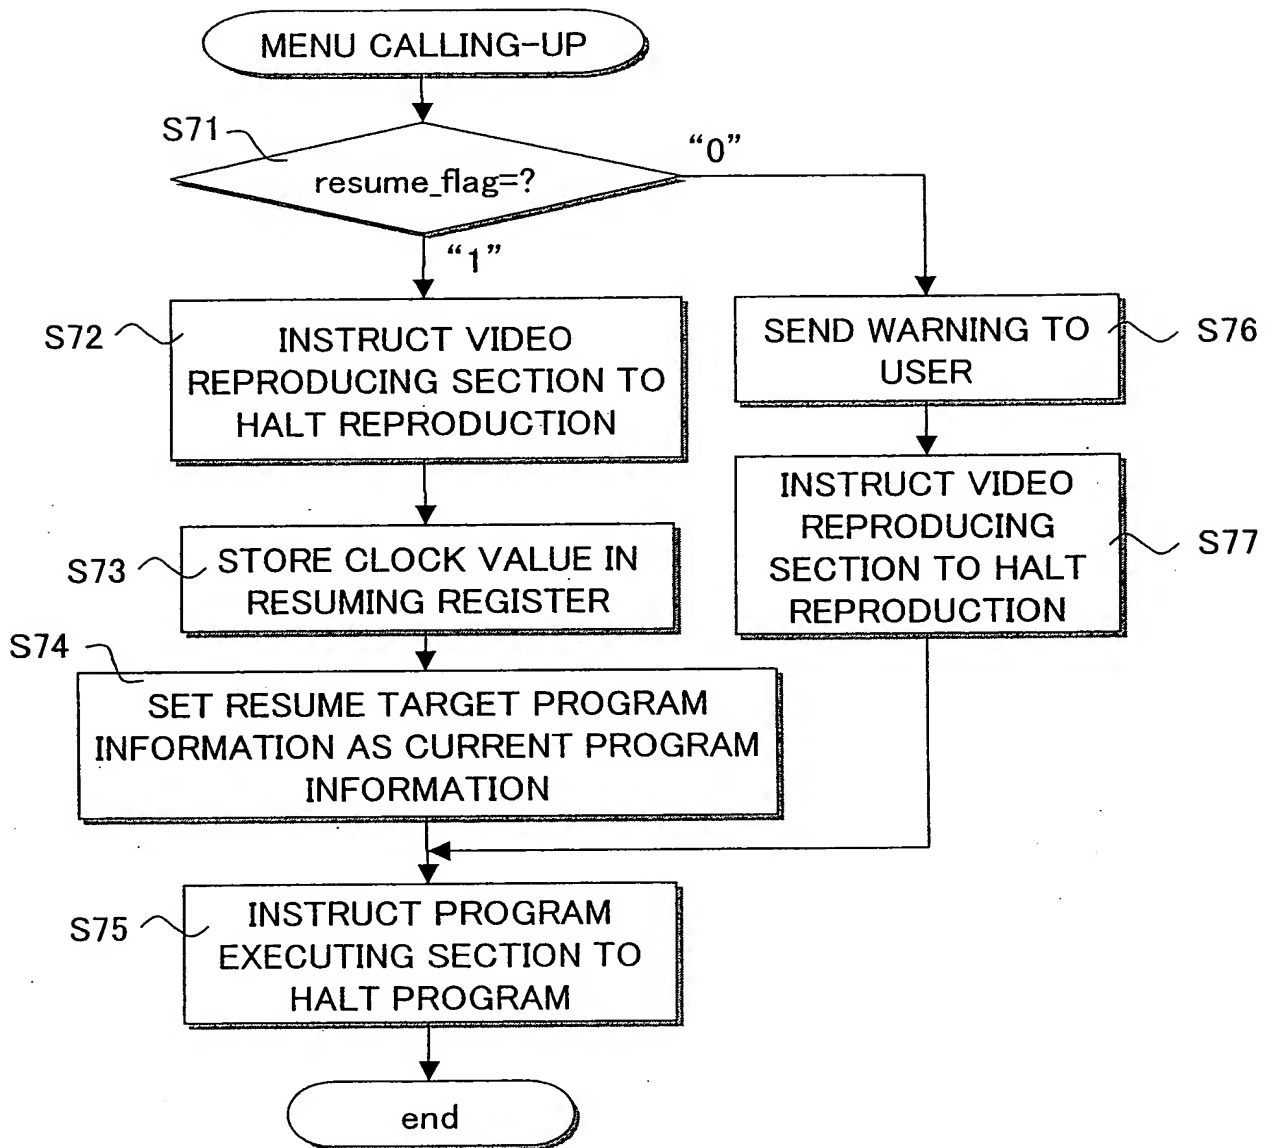 MENU CALLING-UP
S71
resume_flag=?
“0”
“1”
S72
INSTRUCT VIDEO
REPRODUCING SECTION TO
HALT REPRODUCTION
SEND WARNING TO
USER
S76
S73
STORE CLOCK VALUE IN
RESUMING REGISTER
INSTRUCT VIDEO
REPRODUCING
SECTION TO HALT
REPRODUCTION
S77
S74
SET RESUME TARGET PROGRAM
INFORMATION AS CURRENT PROGRAM
INFORMATION
S75
INSTRUCT PROGRAM
EXECUTING SECTION TO
HALT PROGRAM
end